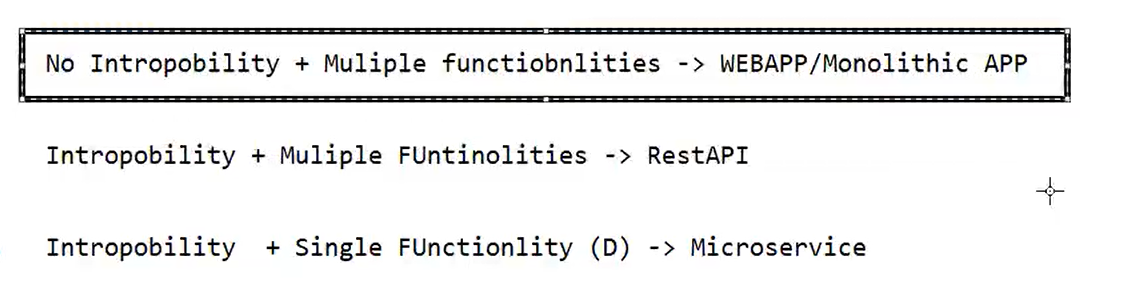 No Intropobility + Muliple functiobnlities -> WEBAPP/Monolithic APP
Intropobility + Muliple FUntinolities -> RestAPI
Intropobility + Single FUnctionlity (D) -> Microservice